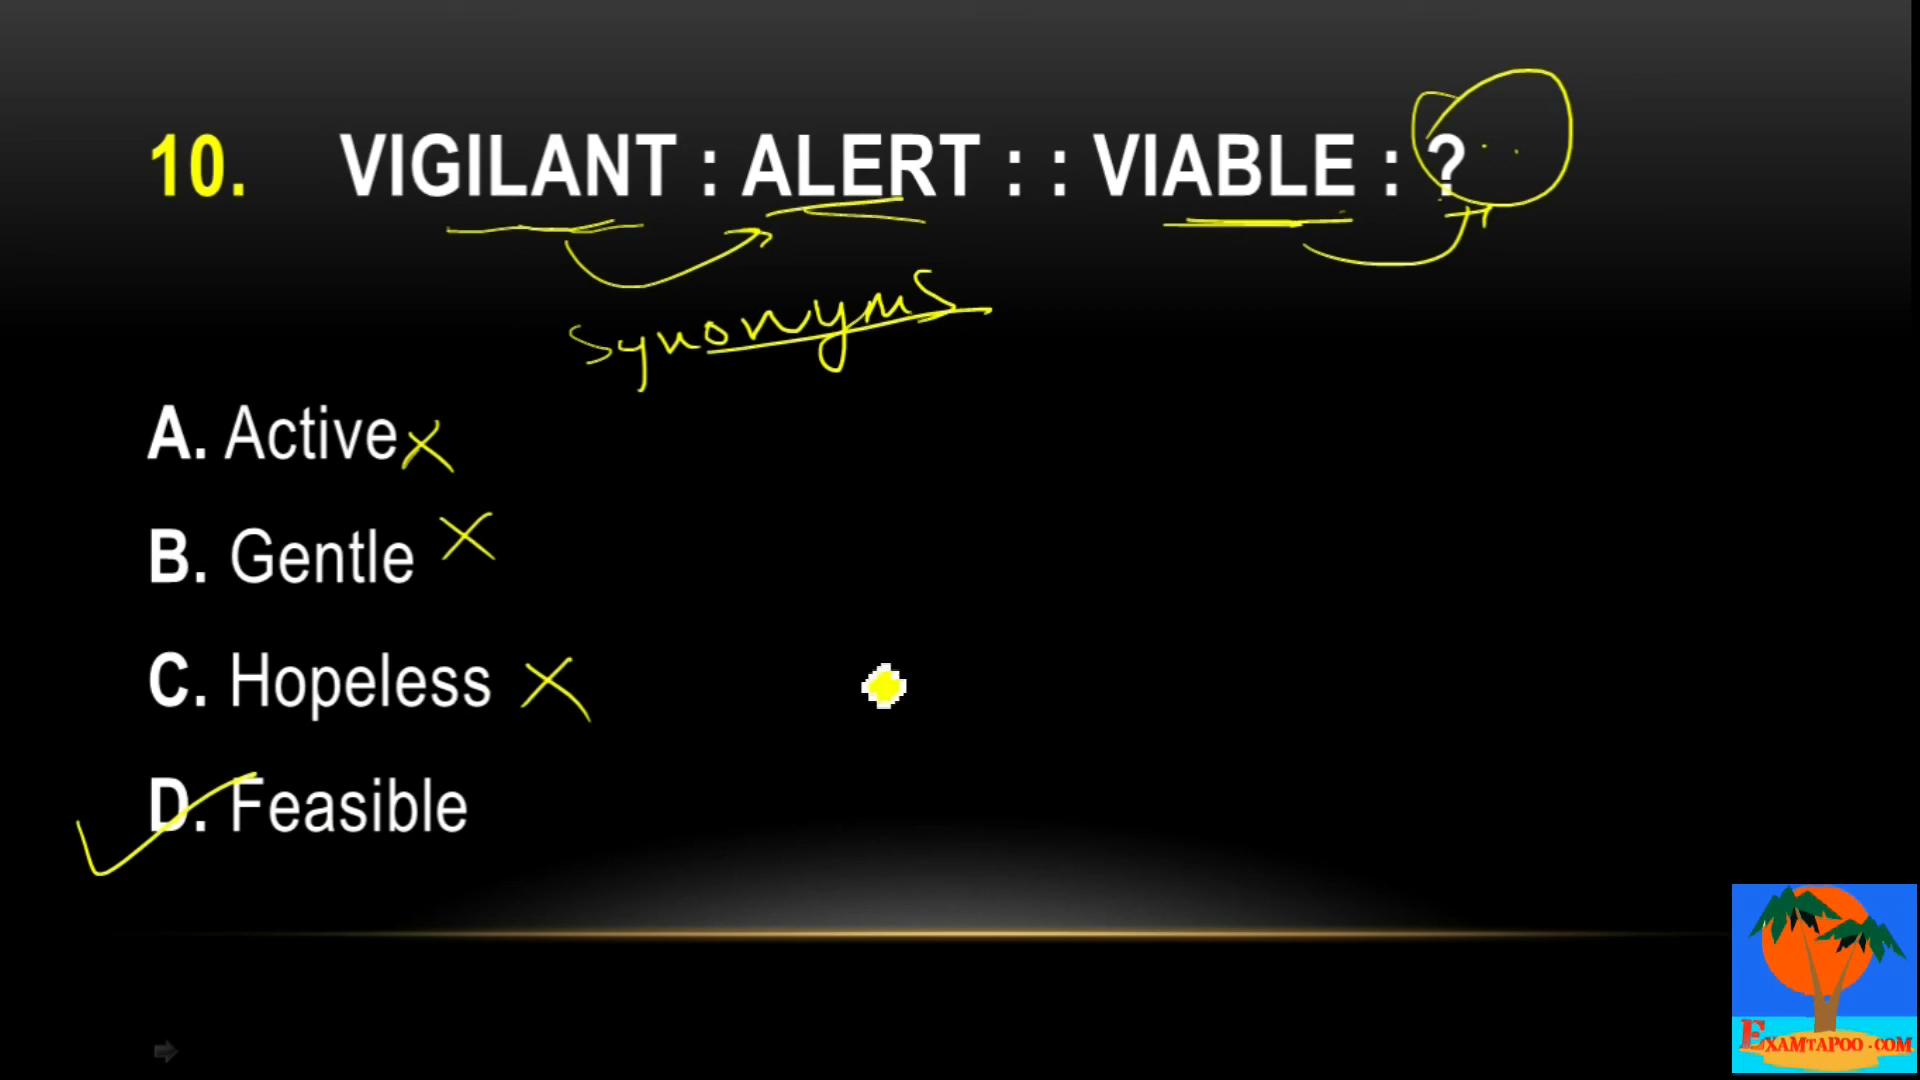 10. VIGILANT : ALERT : : VIABLE : ?
synonyms
A. Active
B. Gentle
C. Hopeless
D. Feasible
EXAMTAPOO.COM